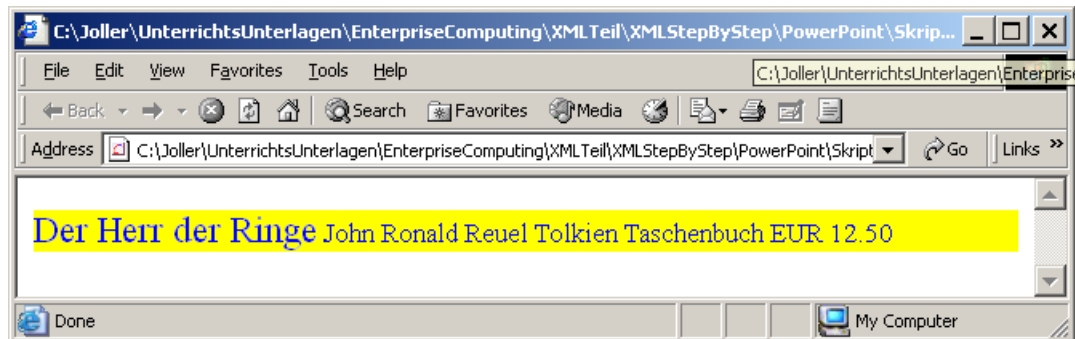 C:\Joller\UnterrichtsUnterlagen\EnterpriseComputing\XMLTeil\XMLStepByStep\PowerPoint\Skrip...
File Edit View Favorites Tools Help
C:\Joller\UnterrichtsUnterlagen\Enterprise
Back Search Favorites Media
Address C:\Joller\UnterrichtsUnterlagen\EnterpriseComputing\XMLTeil\XMLStepByStep\PowerPoint\Skript Go Links »
Der Herr der Ringe John Ronald Reuel Tolkien Taschenbuch EUR 12.50
Done My Computer